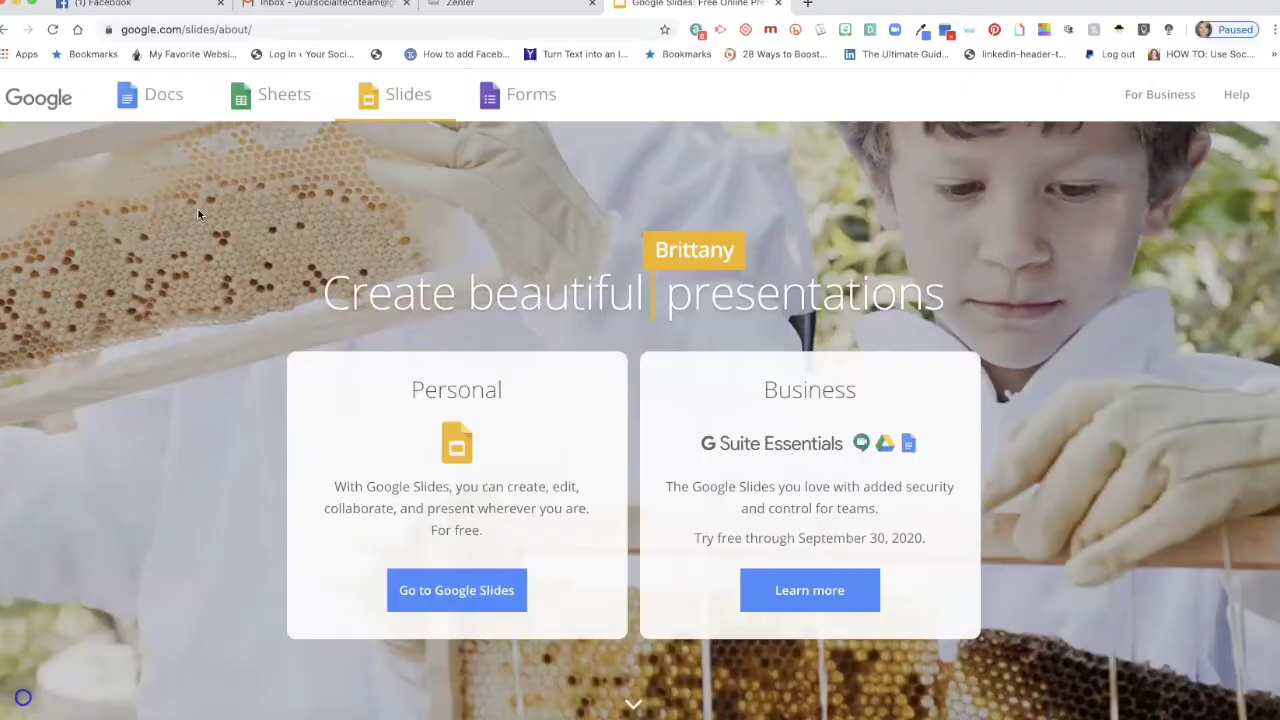 (1) Facebook
Inbox - yoursocialtechteam@g
Zenler
Google Slides: Free Online Pre
google.com/slides/about/
Paused
Apps
Bookmarks
My Favorite Websi...
Log In ‹ Your Soci...
How to add Faceb...
Turn Text into an I...
Bookmarks
28 Ways to Boost...
The Ultimate Guid...
linkedin-header-t...
Log out
HOW TO: Use Soc...
Google
Docs
Sheets
Slides
Forms
For Business
Help
Brittany
Create beautiful presentations
Personal
With Google Slides, you can create, edit,
collaborate, and present wherever you are.
For free.
Go to Google Slides
Business
G Suite Essentials
The Google Slides you love with added security
and control for teams.
Try free through September 30, 2020.
Learn more